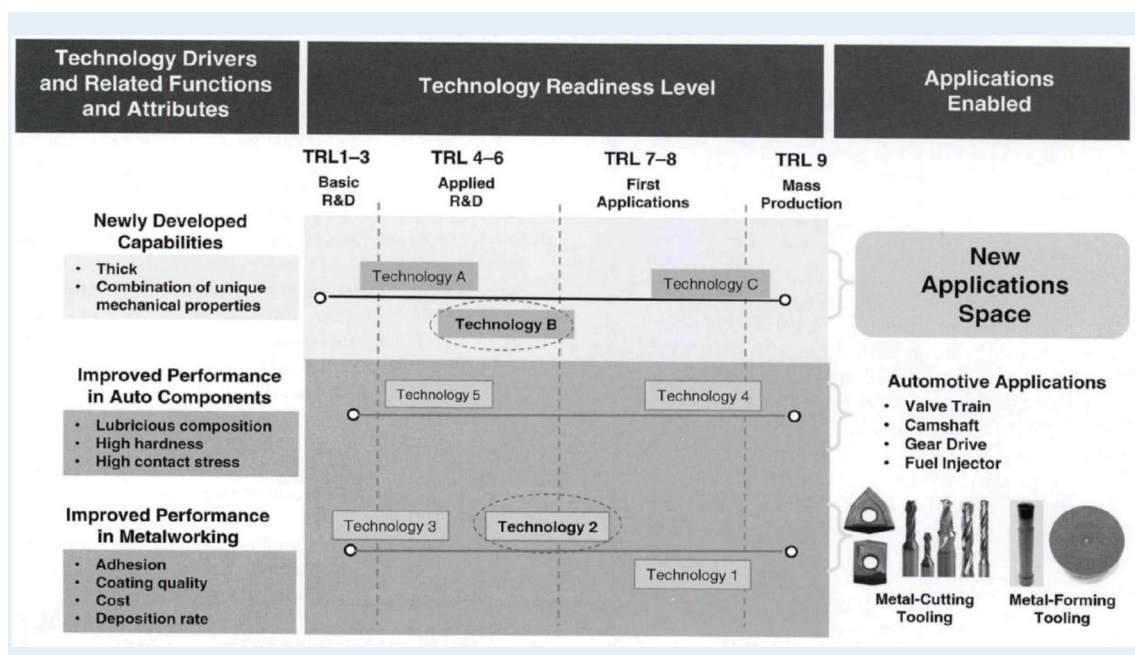 Technology Drivers
and Related Functions
and Attributes
Technology Readiness Level
Applications
Enabled
TRL1–3
Basic
R&D
TRL 4–6
Applied
R&D
TRL 7–8
First
Applications
TRL 9
Mass
Production
Newly Developed
Capabilities
• Thick
• Combination of unique
mechanical properties
Technology A
Technology B
Technology C
New
Applications
Space
Improved Performance
in Auto Components
• Lubricious composition
• High hardness
• High contact stress
Technology 5
Technology 4
Automotive Applications
• Valve Train
• Camshaft
• Gear Drive
• Fuel Injector
Improved Performance
in Metalworking
• Adhesion
• Coating quality
• Cost
• Deposition rate
Technology 3
Technology 2
Technology 1
Metal-Cutting
Tooling
Metal-Forming
Tooling